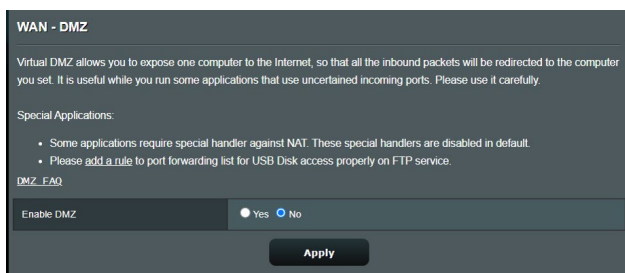 WAN - DMZ
Virtual DMZ allows you to expose one computer to the Internet, so that all the inbound packets will be redirected to the computer
you set. It is useful while you run some applications that use uncertained incoming ports. Please use it carefully.
Special Applications:
• Some applications require special handler against NAT. These special handlers are disabled in default.
• Please add a rule to port forwarding list for USB Disk access properly on FTP service.
DMZ FAQ
Enable DMZ Yes No
Apply